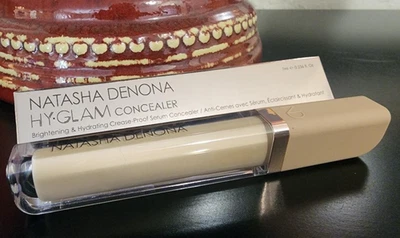 NATASHA DENONA
HY·GLAM CONCEALER
Brightening & Hydrating Crease-Proof Serum Concealer / Anti-Cernes avec Sérum, Éclaircissant & Hydratant
NATASHA DENONA